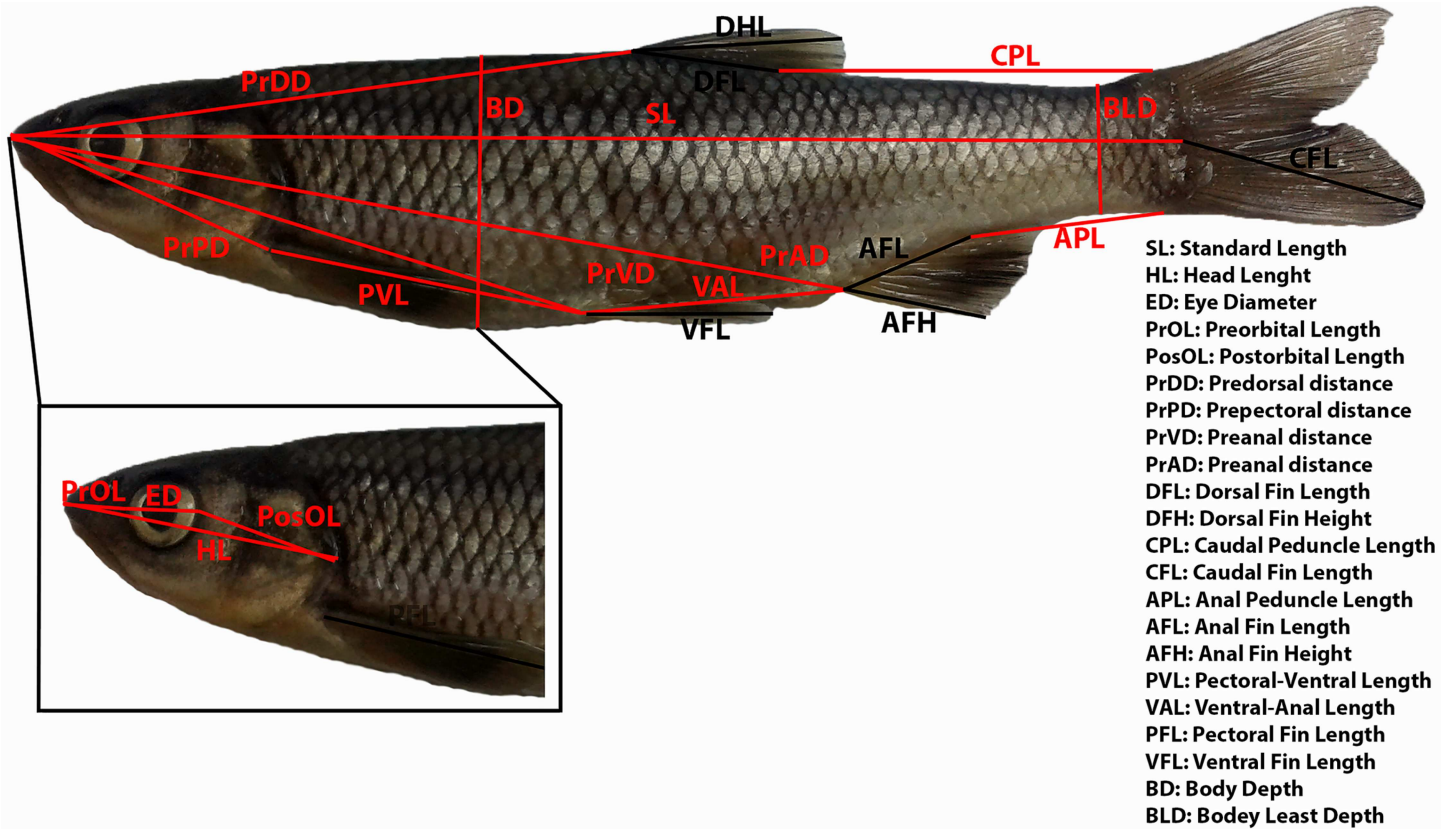 DHL
CPL
PrDD
DFL
BD
SL
BLD
CFL
PrPD
AFL
APL
PrAD
PrVD
VAL
PVL
VFL
AFH
PrOL
ED
PosOL
HL
PFL
SL: Standard Length
HL: Head Lenght
ED: Eye Diameter
PrOL: Preorbital Length
PosOL: Postorbital Length
PrDD: Predorsal distance
PrPD: Prepectoral distance
PrVD: Preanal distance
PrAD: Preanal distance
DFL: Dorsal Fin Length
DFH: Dorsal Fin Height
CPL: Caudal Peduncle Length
CFL: Caudal Fin Length
APL: Anal Peduncle Length
AFL: Anal Fin Length
AFH: Anal Fin Height
PVL: Pectoral-Ventral Length
VAL: Ventral-Anal Length
PFL: Pectoral Fin Length
VFL: Ventral Fin Length
BD: Body Depth
BLD: Bodey Least Depth